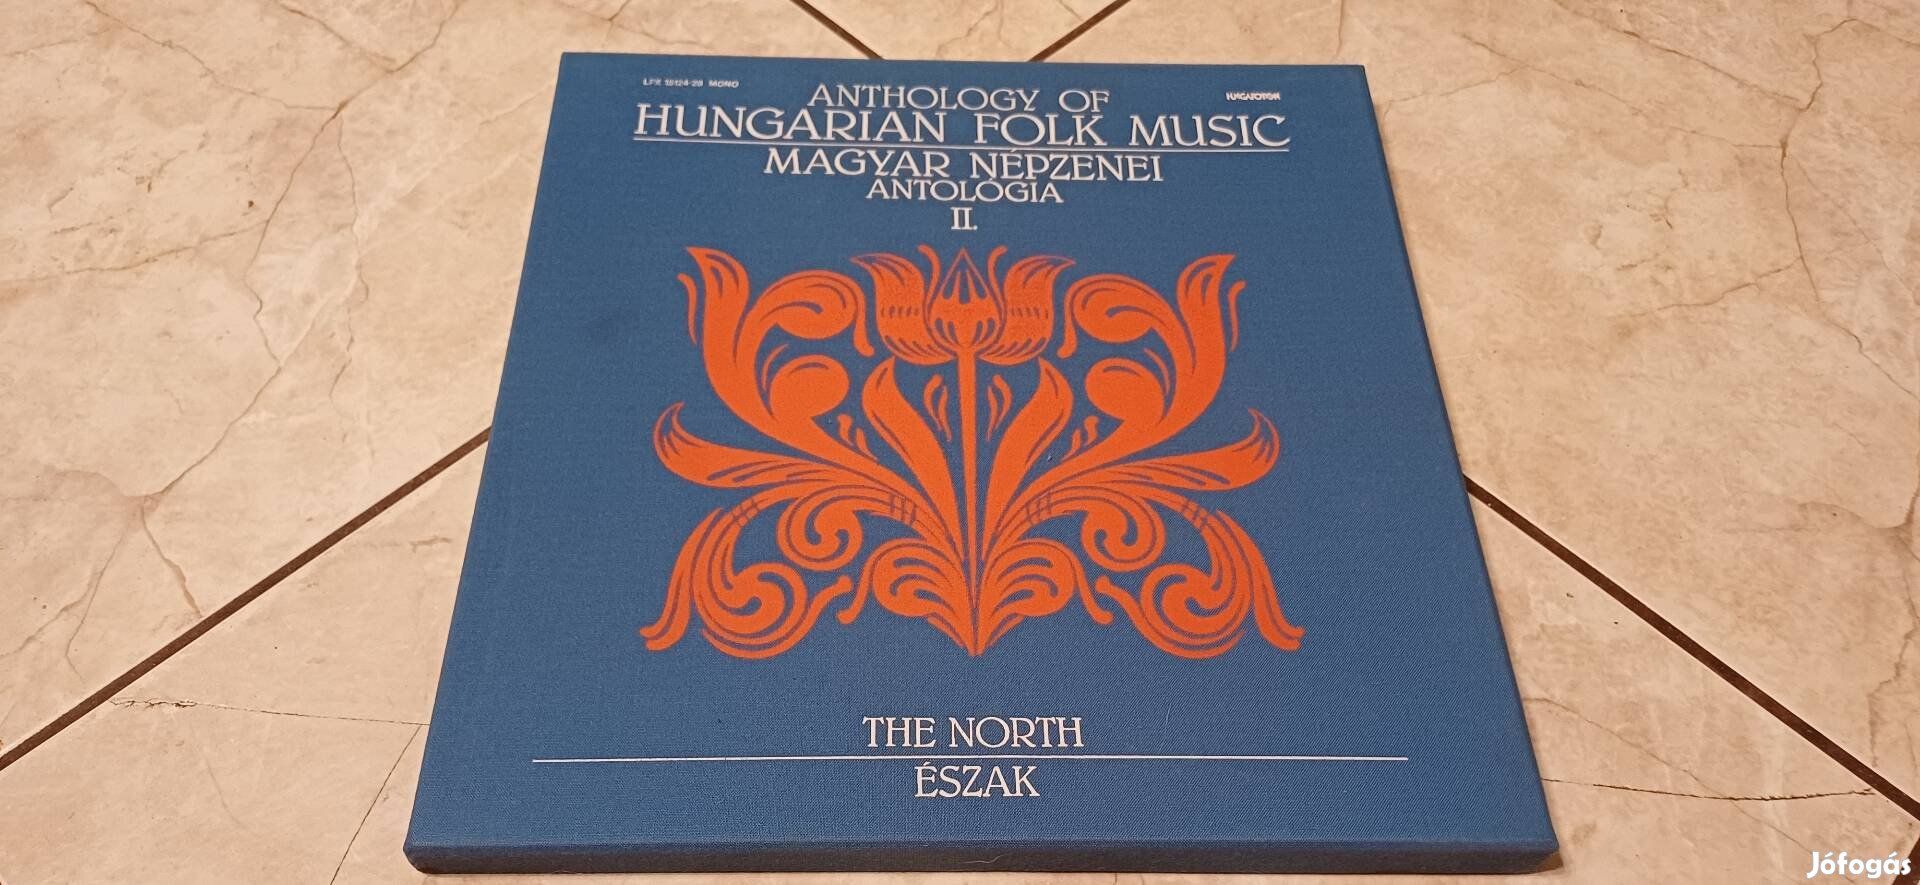 LPX 18124-28 MONO
HUNGAROTON
ANTHOLOGY OF
HUNGARIAN FOLK MUSIC
MAGYAR NÉPZENEI
ANTOLÓGIA
II.
THE NORTH
ÉSZAK
Jófogás